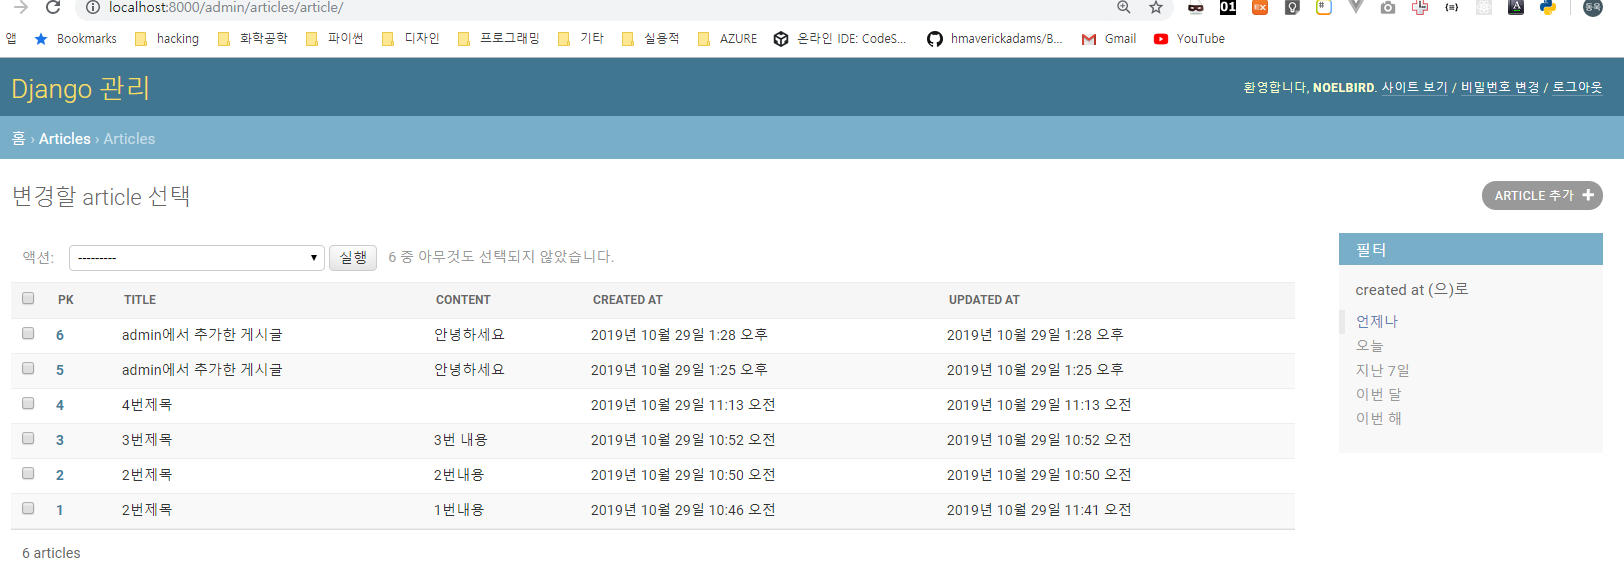 localhost:8000/admin/articles/article/
앱 Bookmarks hacking 화학공학 파이썬 디자인 프로그래밍 기타 실용적 AZURE 온라인 IDE: CodeS... hmaverickadams/B... Gmail YouTube
Django 관리
환영합니다, NOELBIRD. 사이트 보기 / 비밀번호 변경 / 로그아웃
홈 › Articles › Articles
변경할 article 선택
ARTICLE 추가
액션: --------- 실행 6 중 아무것도 선택되지 않았습니다.
PK TITLE CONTENT CREATED AT UPDATED AT
6 admin에서 추가한 게시글 안녕하세요 2019년 10월 29일 1:28 오후 2019년 10월 29일 1:28 오후
5 admin에서 추가한 게시글 안녕하세요 2019년 10월 29일 1:25 오후 2019년 10월 29일 1:25 오후
4 4번제목 2019년 10월 29일 11:13 오전 2019년 10월 29일 11:13 오전
3 3번제목 3번 내용 2019년 10월 29일 10:52 오전 2019년 10월 29일 10:52 오전
2 2번제목 2번내용 2019년 10월 29일 10:50 오전 2019년 10월 29일 10:50 오전
1 2번제목 1번내용 2019년 10월 29일 10:46 오전 2019년 10월 29일 11:41 오전
6 articles
필터
created at (으)로
언제나
오늘
지난 7일
이번 달
이번 해